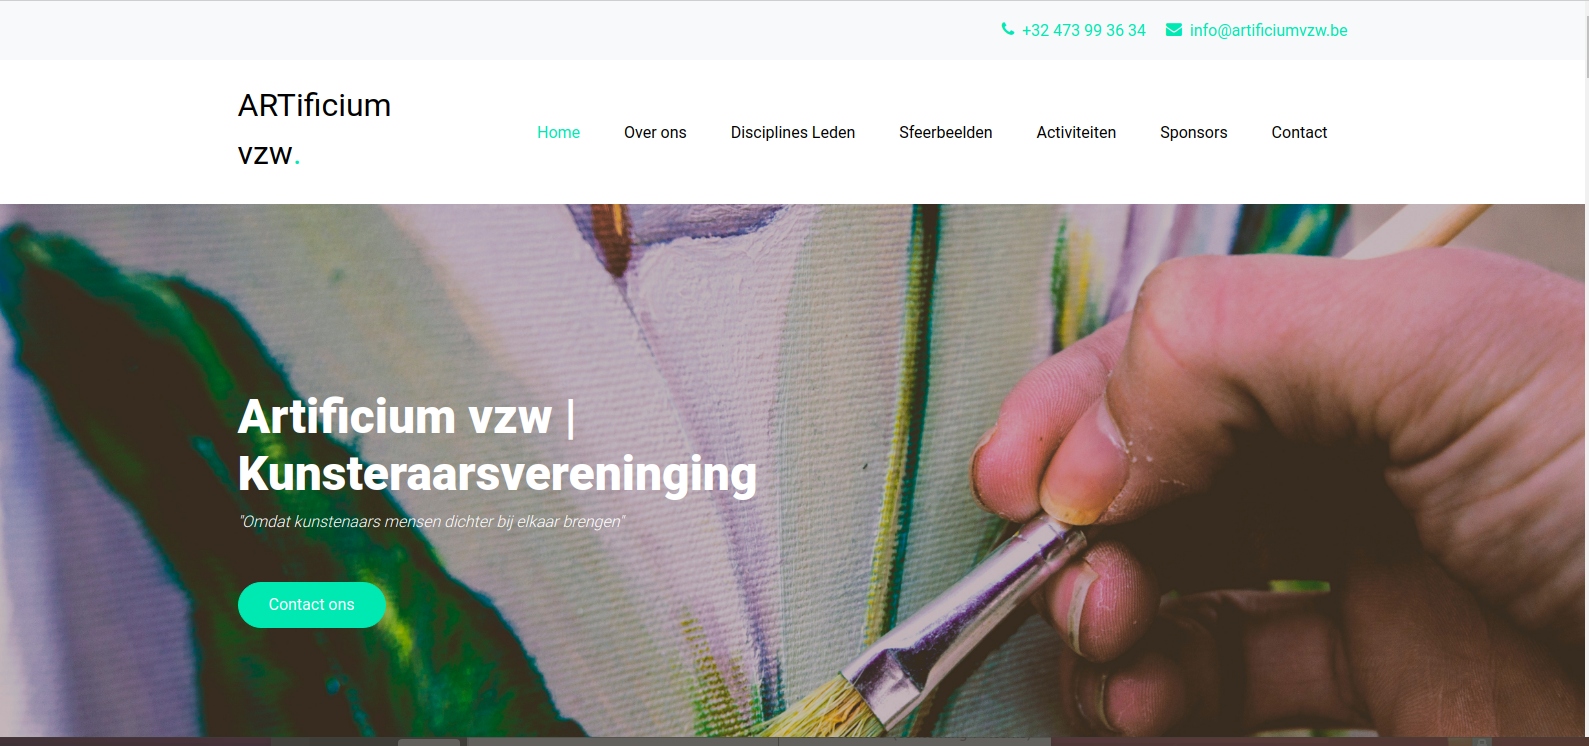 +32 473 99 36 34 info@artificiumvzw.be
ARTificium
vzw.
Home Over ons Disciplines Leden Sfeerbeelden Activiteiten Sponsors Contact
Artificium vzw |
Kunsteraarsvereninging
"Omdat kunstenaars mensen dichter bij elkaar brengen"
Contact ons